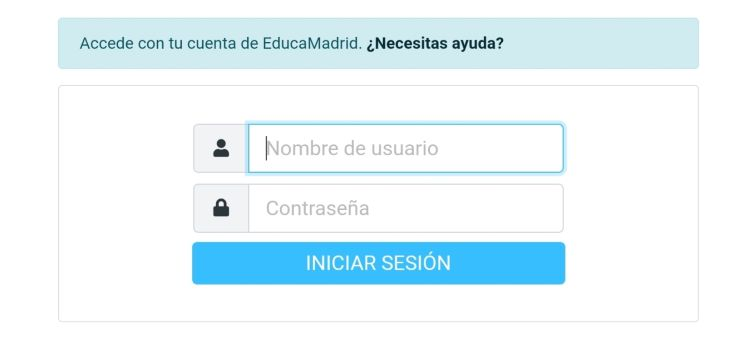 Accede con tu cuenta de EducaMadrid. ¿Necesitas ayuda?
Nombre de usuario
Contraseña
INICIAR SESIÓN